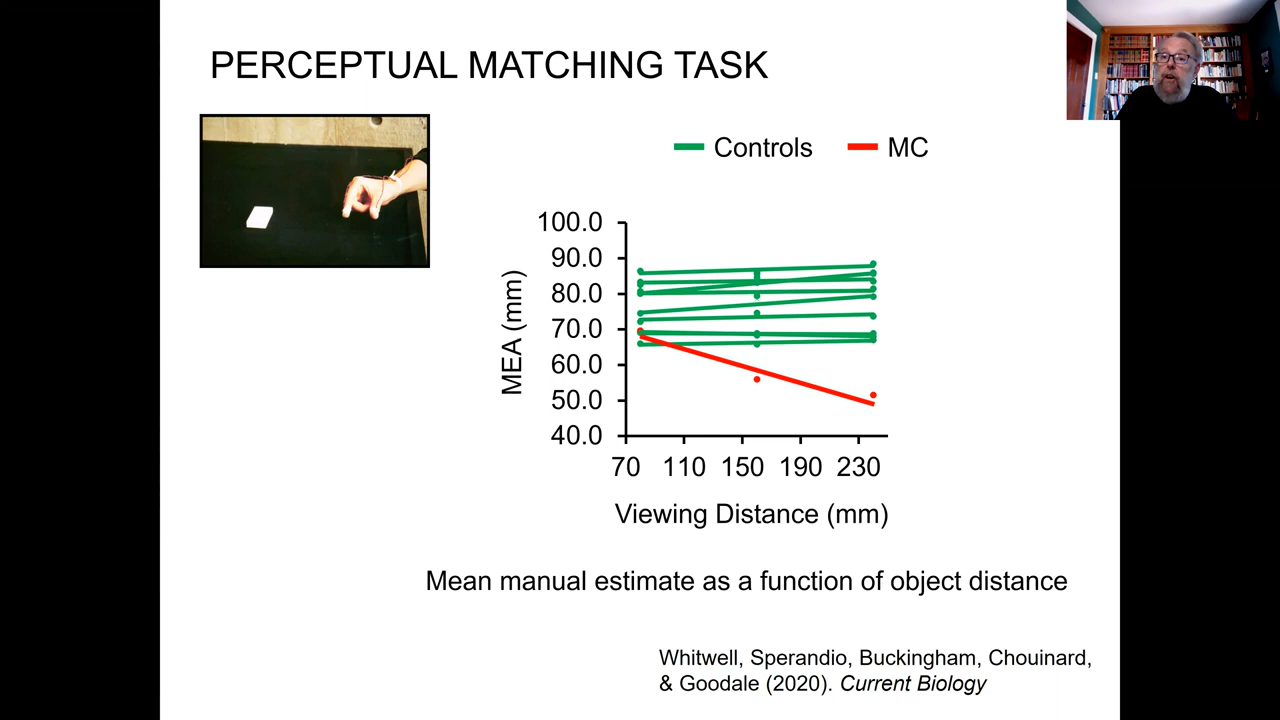 PERCEPTUAL MATCHING TASK
Controls MC
100.0
90.0
80.0
70.0
60.0
50.0
40.0
MEA (mm)
70 110 150 190 230
Viewing Distance (mm)
Mean manual estimate as a function of object distance
Whitwell, Sperandio, Buckingham, Chouinard,
& Goodale (2020). Current Biology